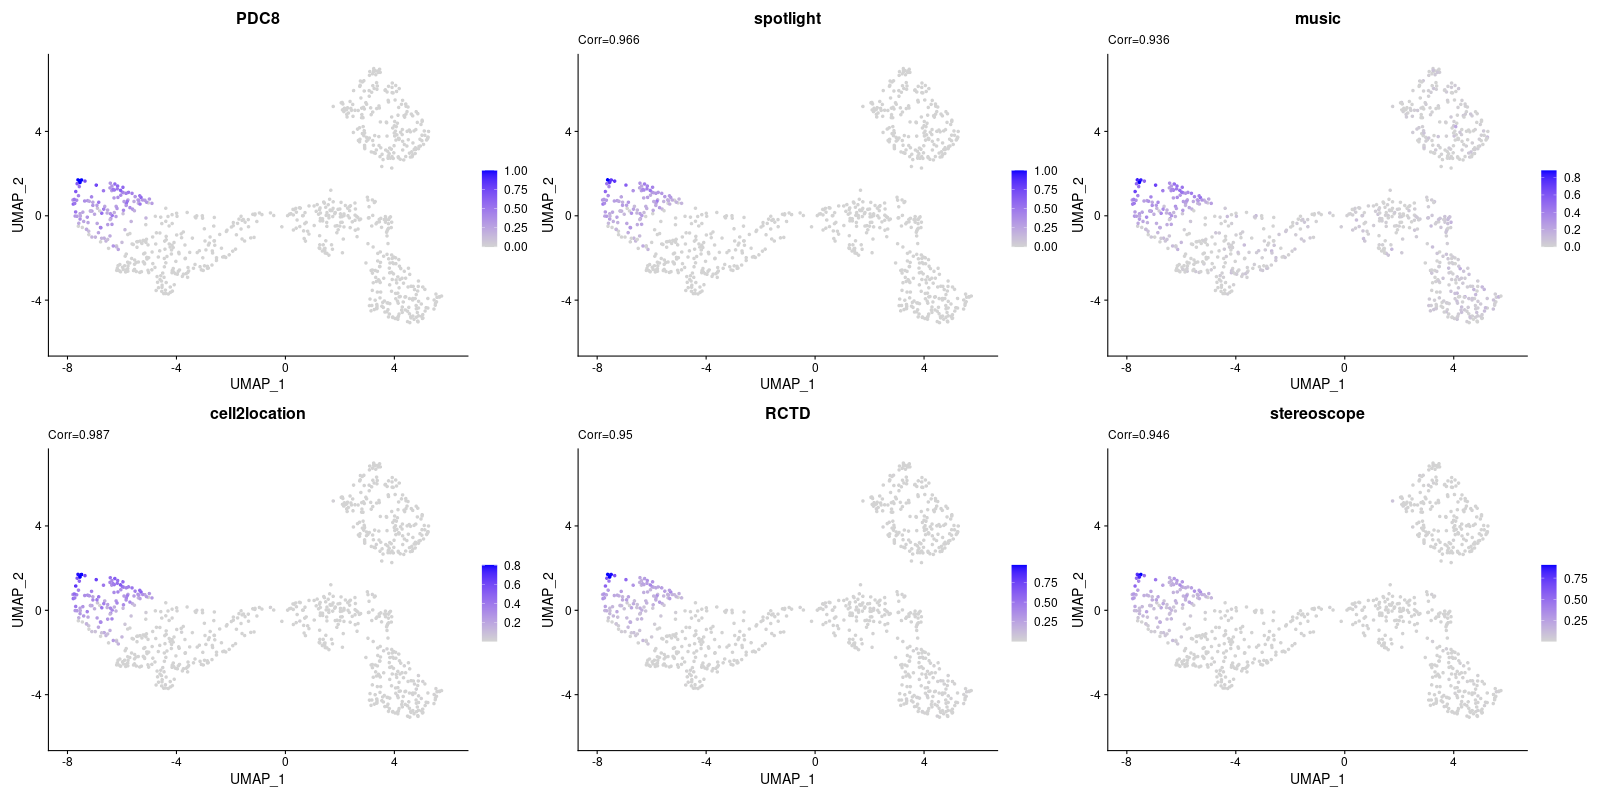 PDC8
UMAP_2
4
0
-4
-8
-4
0
4
UMAP_1
1.00
0.75
0.50
0.25
0.00
spotlight
Corr=0.966
UMAP_2
4
0
-4
-8
-4
0
4
UMAP_1
1.00
0.75
0.50
0.25
0.00
music
Corr=0.936
UMAP_2
4
0
-4
-8
-4
0
4
UMAP_1
0.8
0.6
0.4
0.2
0.0
cell2location
Corr=0.987
UMAP_2
4
0
-4
-8
-4
0
4
UMAP_1
0.8
0.6
0.4
0.2
RCTD
Corr=0.95
UMAP_2
4
0
-4
-8
-4
0
4
UMAP_1
0.75
0.50
0.25
stereoscope
Corr=0.946
UMAP_2
4
0
-4
-8
-4
0
4
UMAP_1
0.75
0.50
0.25